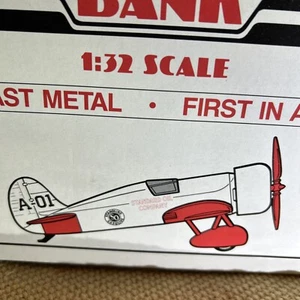 BANK
1:32 SCALE
AST METAL • FIRST IN A
A-01
STANDARD OIL
COMPANY